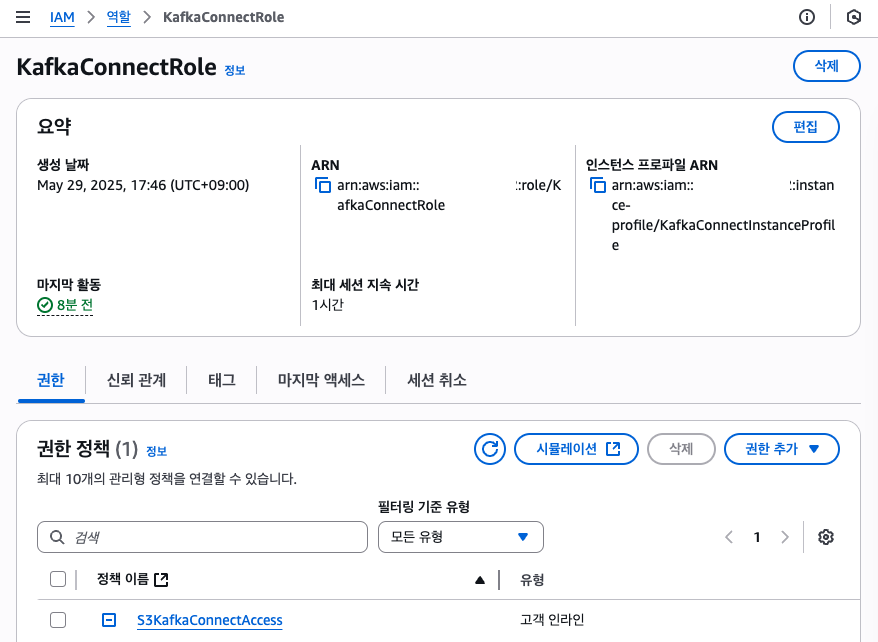 IAM > 역할 > KafkaConnectRole
KafkaConnectRole 정보
삭제
요약
편집
생성 날짜
May 29, 2025, 17:46 (UTC+09:00)
ARN
arn:aws:iam:: ::role/K
afkaConnectRole
인스턴스 프로파일 ARN
arn:aws:iam:: ::instan
ce-
profile/KafkaConnectInstanceProfil
e
마지막 활동
8분 전
최대 세션 지속 시간
1시간
권한
신뢰 관계
태그
마지막 액세스
세션 취소
권한 정책 (1) 정보
시뮬레이션
삭제
권한 추가
최대 10개의 관리형 정책을 연결할 수 있습니다.
필터링 기준 유형
검색
모든 유형
1
정책 이름
유형
S3KafkaConnectAccess
고객 인라인